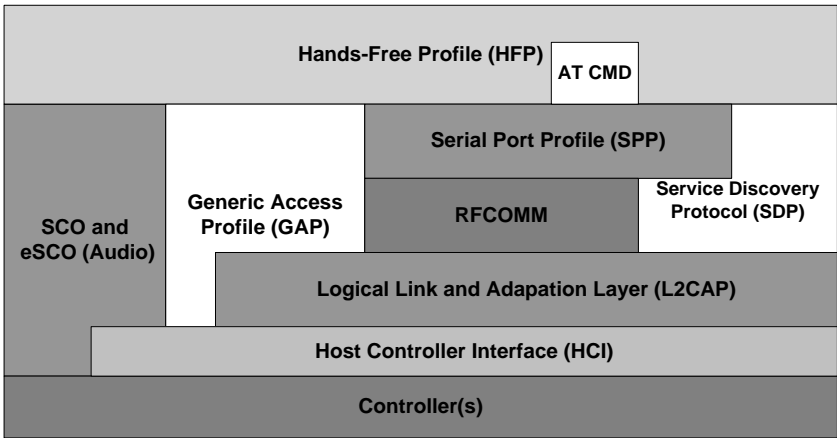 Hands-Free Profile (HFP)
AT CMD
Serial Port Profile (SPP)
Generic Access
Profile (GAP)
Service Discovery
Protocol (SDP)
SCO and
eSCO (Audio)
RFCOMM
Logical Link and Adapation Layer (L2CAP)
Host Controller Interface (HCI)
Controller(s)